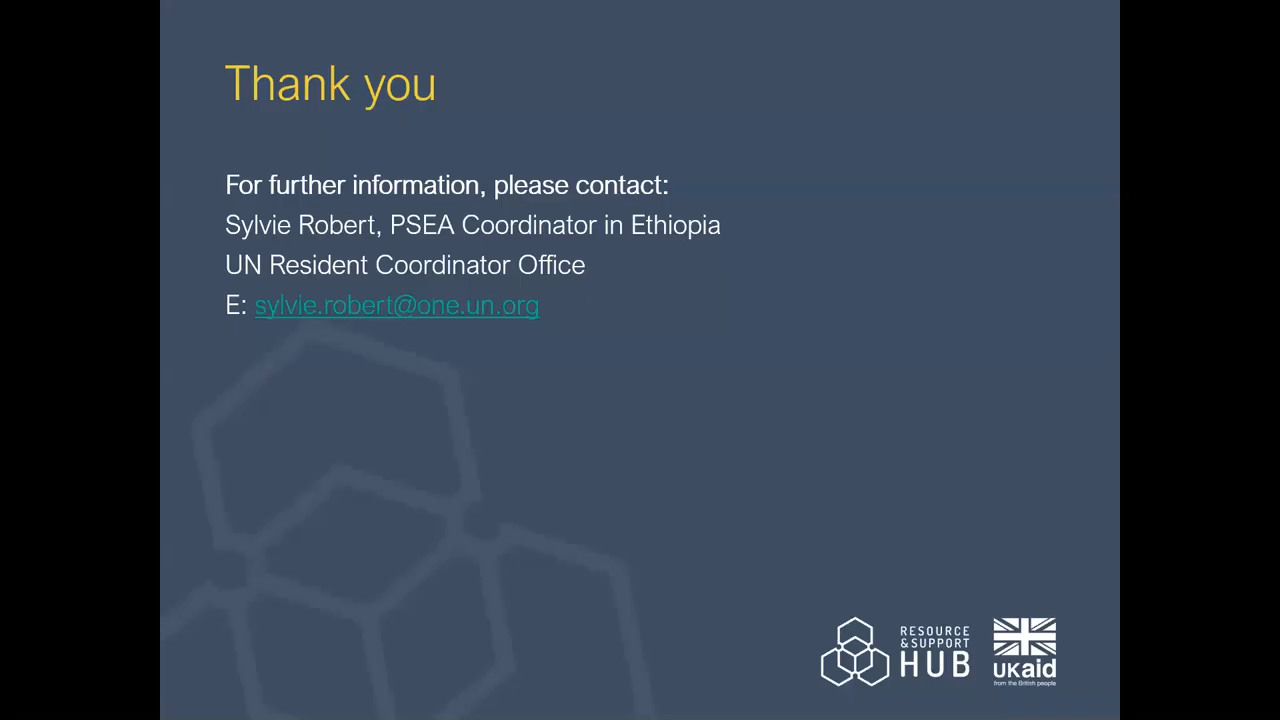 Thank you
For further information, please contact:
Sylvie Robert, PSEA Coordinator in Ethiopia
UN Resident Coordinator Office
E: sylvie.robert@one.un.org
RESOURCE
&SUPPORT
HUB
UKaid
from the British people